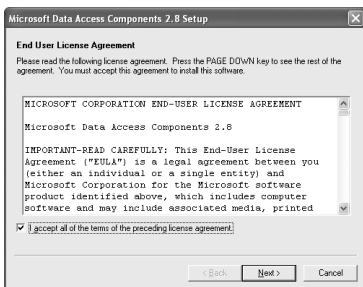 Microsoft Data Access Components 2.8 Setup
End User License Agreement
Please read the following license agreement. Press the PAGE DOWN key to see the rest of the
agreement. You must accept this agreement to install this software.
MICROSOFT CORPORATION END-USER LICENSE AGREEMENT
Microsoft Data Access Components 2.8
IMPORTANT-READ CAREFULLY: This End-User License
Agreement ("EULA") is a legal agreement between you
(either an individual or a single entity) and
Microsoft Corporation for the Microsoft software
product identified above, which includes computer
software and may include associated media, printed
I accept all of the terms of the preceding license agreement.
< Back Next > Cancel